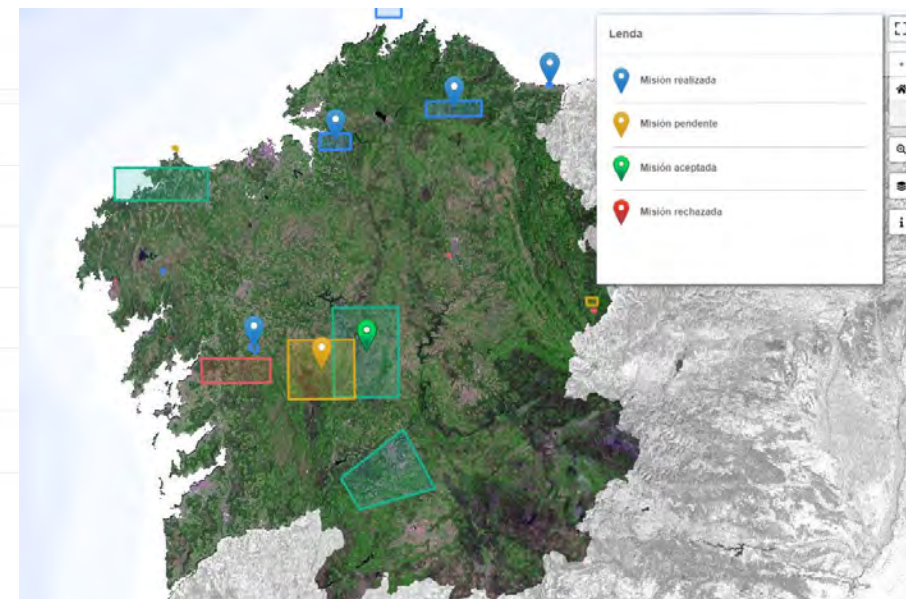 Lenda
Misión realizada
Misión pendente
Misión aceptada
Misión rechazada